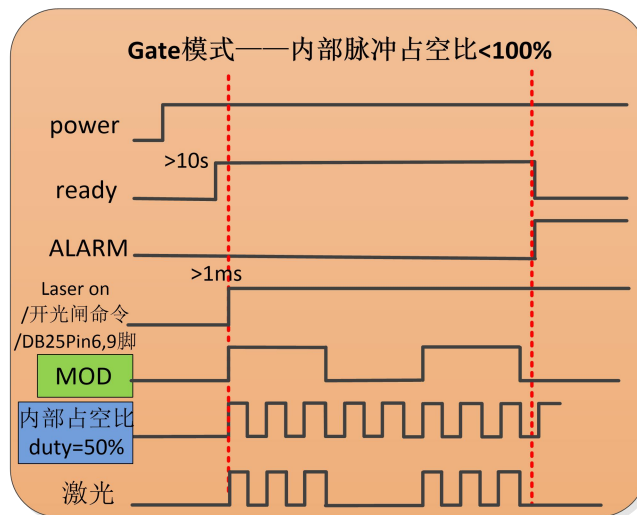 Gate模式——内部脉冲占空比<100%
power
>10s
ready
ALARM
>1ms
Laser on
/开光闸命令
/DB25Pin6,9脚
MOD
内部占空比
duty=50%
激光